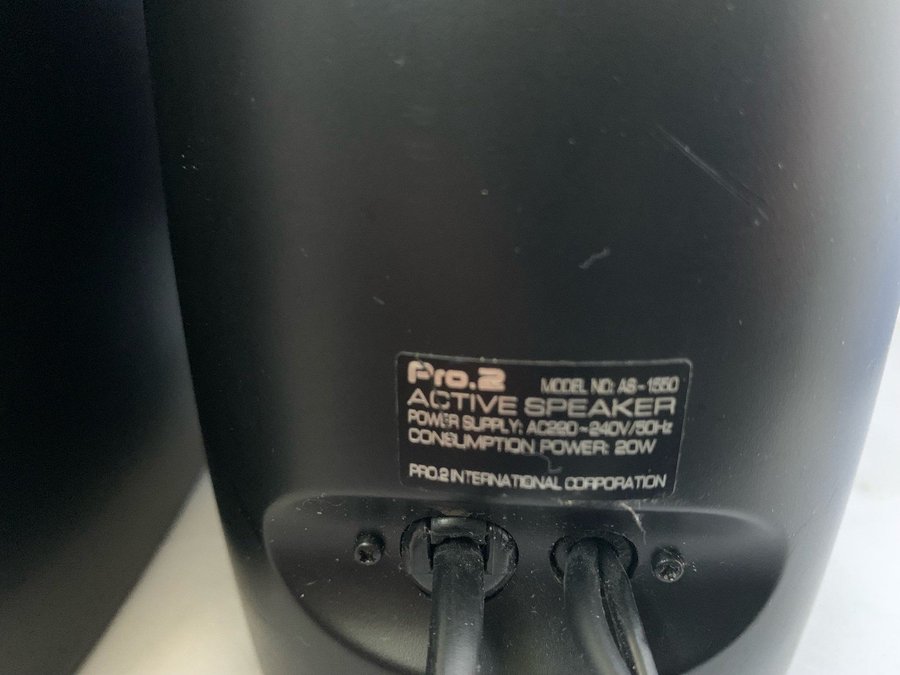 Pro.2 MODEL NO: AS-1550
ACTIVE SPEAKER
POWER SUPPLY: AC220~240V/50Hz
CONSUMPTION POWER: 20W
PRO.2 INTERNATIONAL CORPORATION